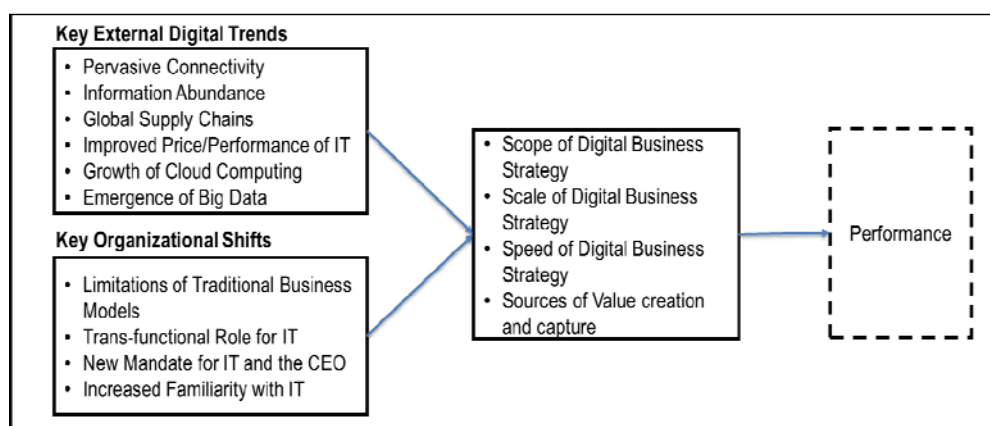 Key External Digital Trends
• Pervasive Connectivity
• Information Abundance
• Global Supply Chains
• Improved Price/Performance of IT
• Growth of Cloud Computing
• Emergence of Big Data
Key Organizational Shifts
• Limitations of Traditional Business
Models
• Trans-functional Role for IT
• New Mandate for IT and the CEO
• Increased Familiarity with IT
• Scope of Digital Business
Strategy
• Scale of Digital Business
Strategy
• Speed of Digital Business
Strategy
• Sources of Value creation
and capture
Performance